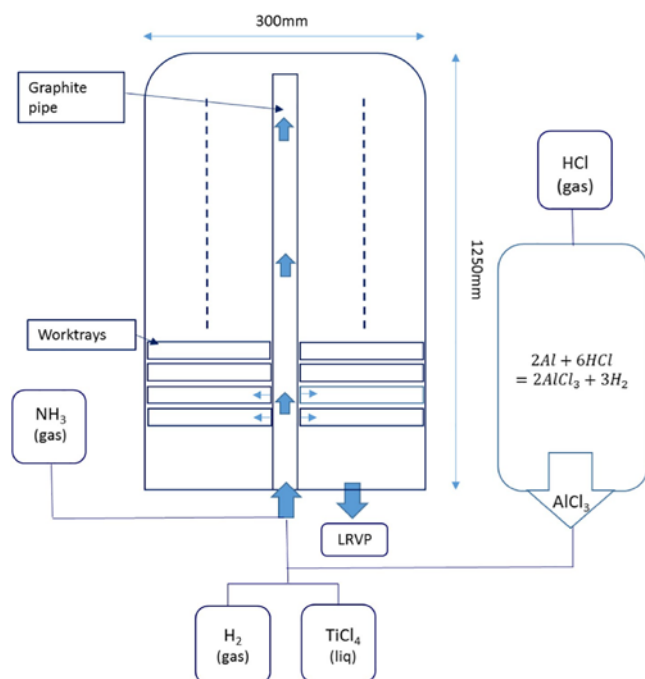 300mm
Graphite
pipe
HCl
(gas)
1250mm
Worktrays
2Al + 6HCl
= 2AlCl₃ + 3H₂
NH₃
(gas)
AlCl₃
LRVP
H₂
(gas)
TiCl₄
(liq)